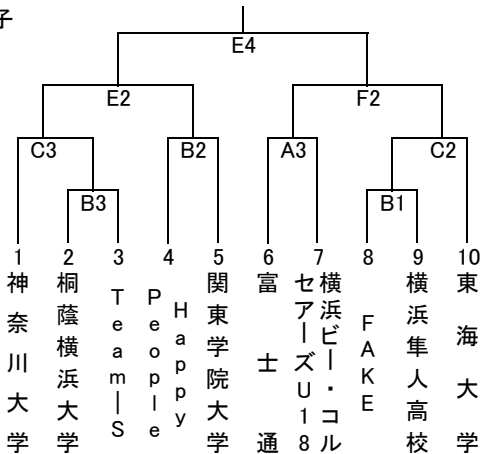 子
E4
E2
F2
C3
B2
A3
C2
B3
B1
1 2 3 4 5 6 7 8 9 10
神奈川大学
桐蔭横浜大学
Team―S
Happy
People
関東学院大学
富士通
横浜ビー・コル
セアーズU18
FAKE
横浜隼人高校
東海大学